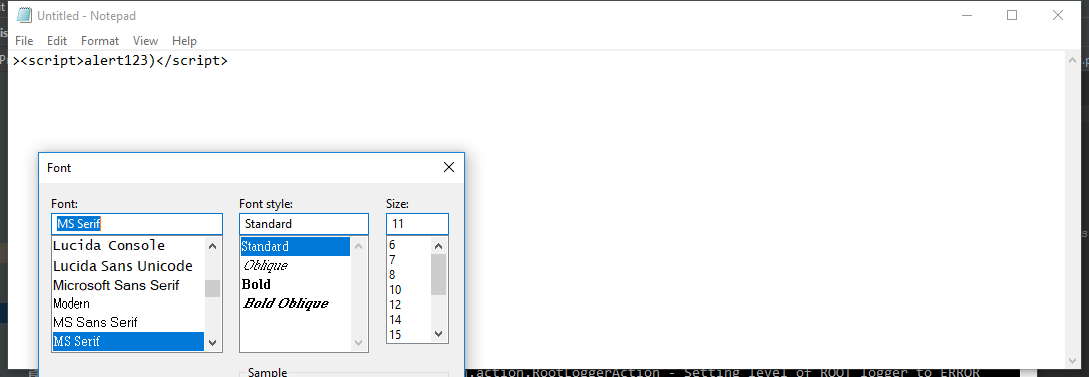 Untitled - Notepad
File Edit Format View Help
><script>alert123)</script>
Font
Font: Font style: Size:
MS Serif Standard 11
Lucida Console Standard 6
Lucida Sans Unicode Oblique 7
Microsoft Sans Serif Bold 8
Modern Bold Oblique 10
MS Sans Serif 12
MS Serif 14
15
Sample
.action.RootLoggerAction - Setting level of ROOT logger to ERROR